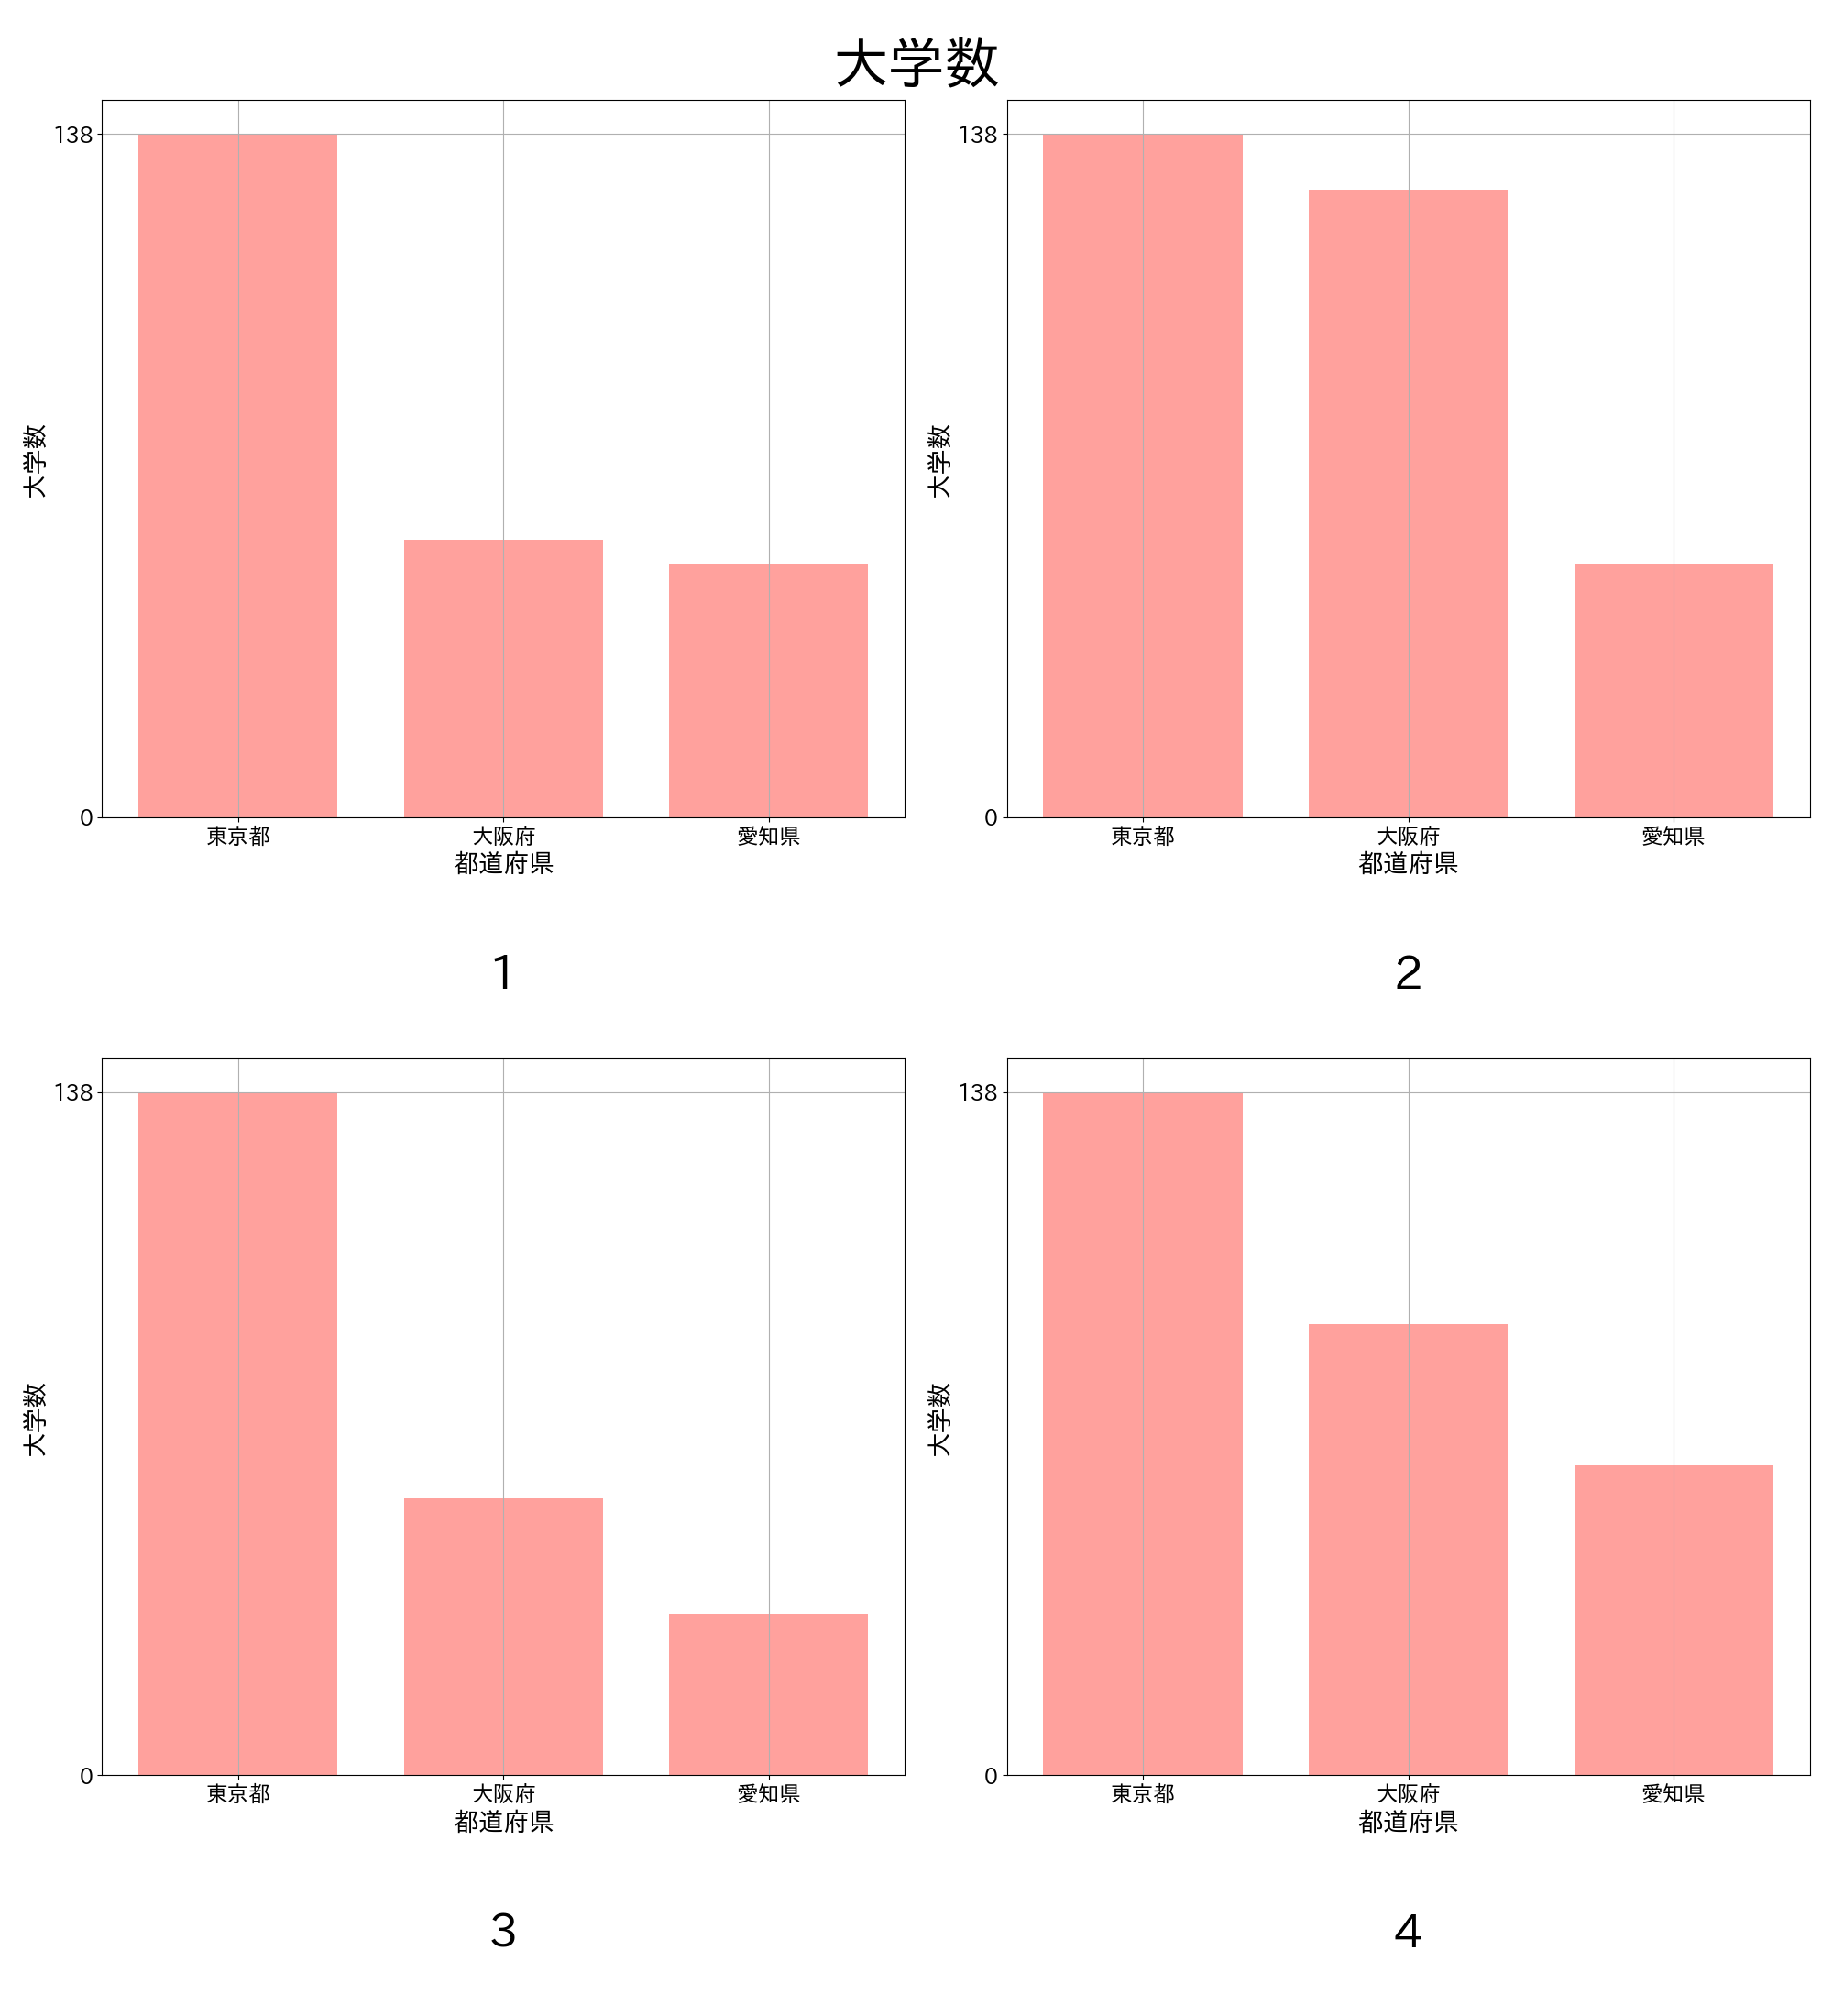 大学数
138
大学数
0
東京都 大阪府 愛知県
都道府県
1
138
大学数
0
東京都 大阪府 愛知県
都道府県
2
138
大学数
0
東京都 大阪府 愛知県
都道府県
3
138
大学数
0
東京都 大阪府 愛知県
都道府県
4